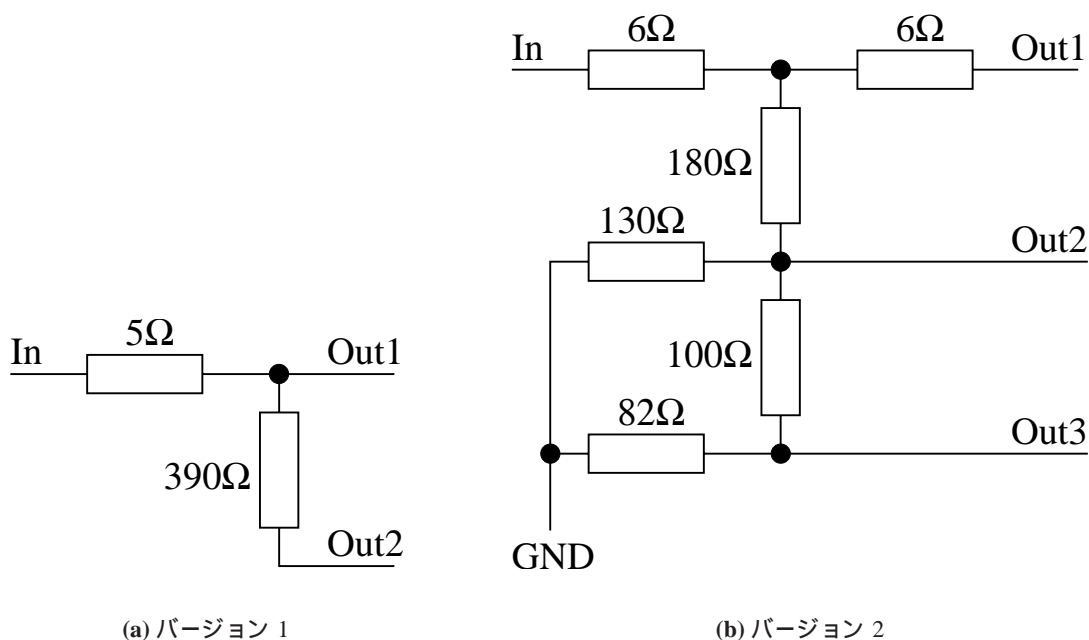 In
5Ω
Out1
390Ω
Out2
(a) バージョン 1
In
6Ω
6Ω
Out1
180Ω
130Ω
Out2
100Ω
82Ω
Out3
GND
(b) バージョン 2